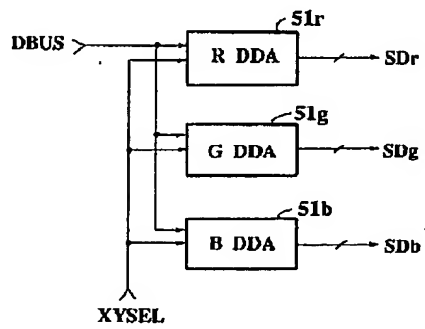 51r
DBUS
R DDA
SDr
51g
G DDA
SDg
51b
B DDA
SDb
XYSEL